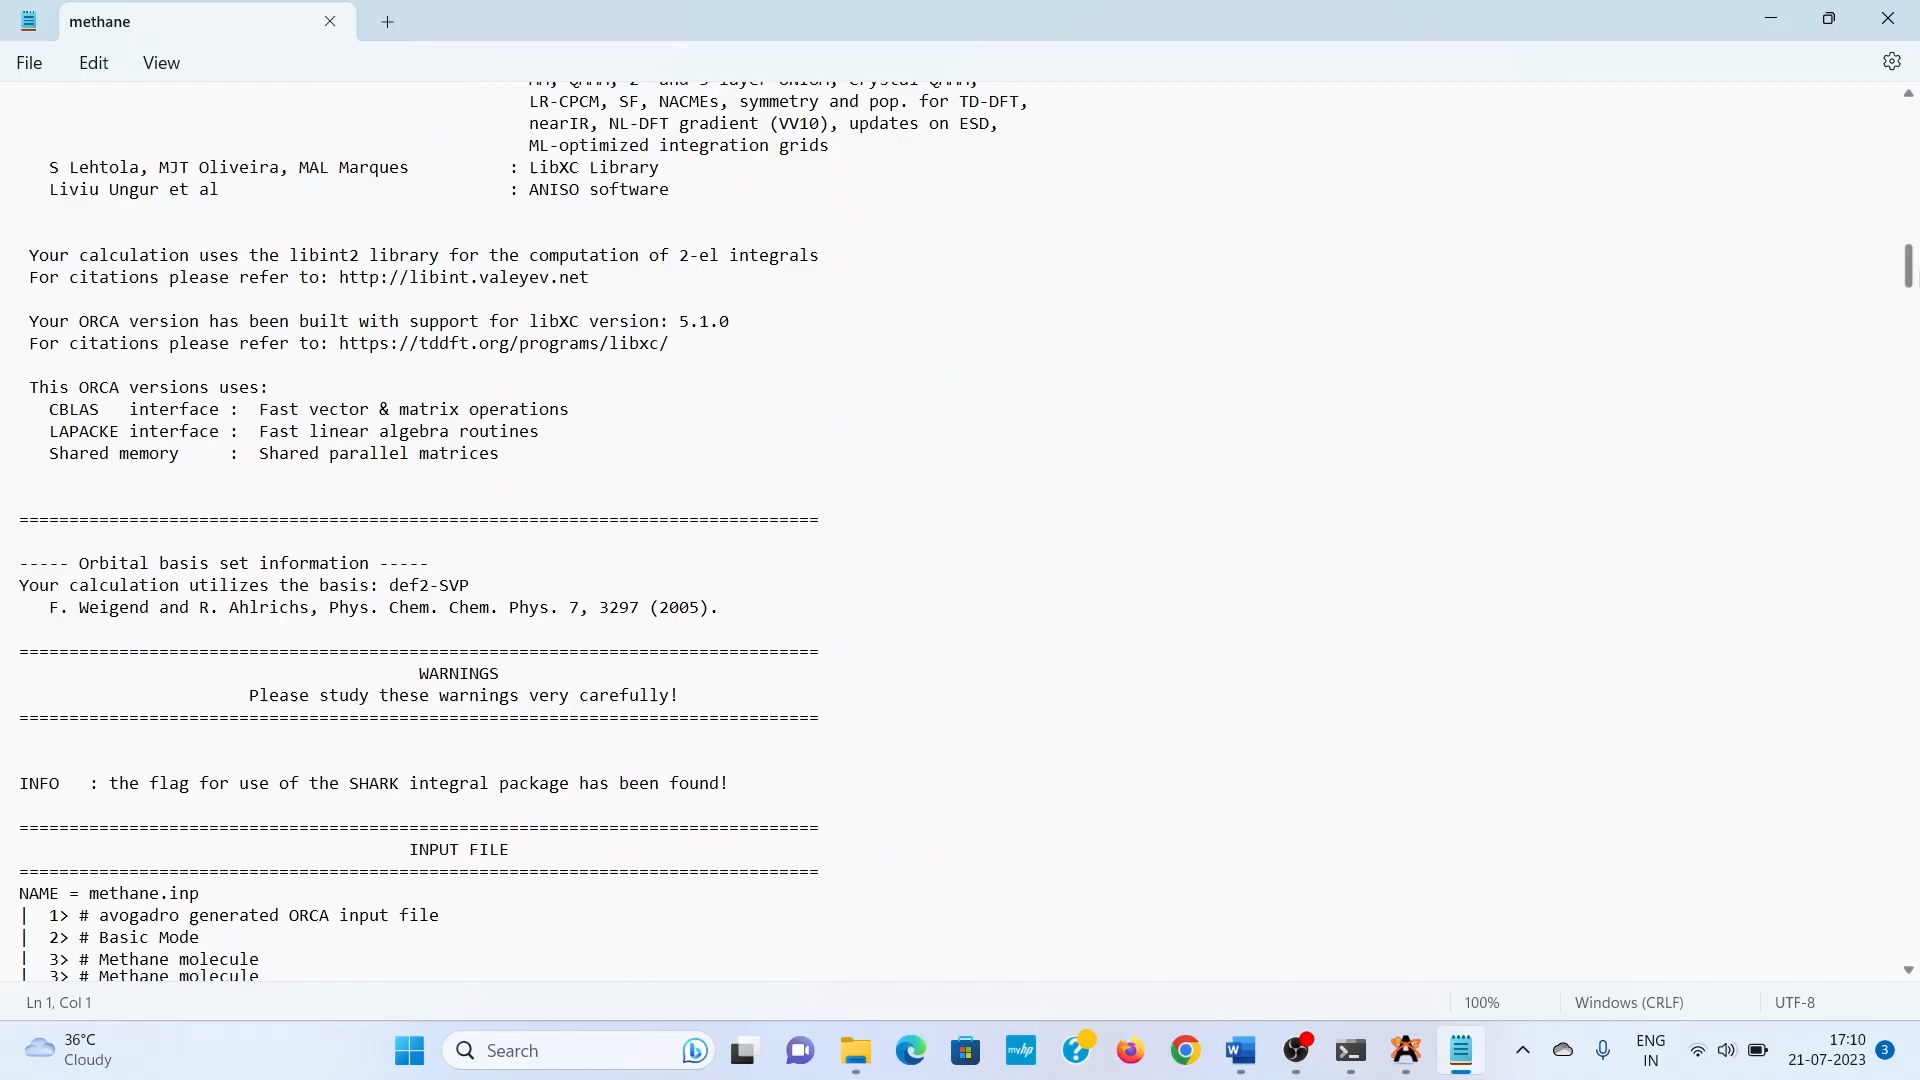 methane
File Edit View
LR-CPCM, SF, NACMEs, symmetry and pop. for TD-DFT,
nearIR, NL-DFT gradient (VV10), updates on ESD,
ML-optimized integration grids
S Lehtola, MJT Oliveira, MAL Marques : LibXC Library
Liviu Ungur et al : ANISO software
Your calculation uses the libint2 library for the computation of 2-el integrals
For citations please refer to: http://libint.valeyev.net
Your ORCA version has been built with support for libXC version: 5.1.0
For citations please refer to: https://tddft.org/programs/libxc/
This ORCA versions uses:
CBLAS interface : Fast vector & matrix operations
LAPACKE interface : Fast linear algebra routines
Shared memory : Shared parallel matrices
================================================================================
----- Orbital basis set information -----
Your calculation utilizes the basis: def2-SVP
F. Weigend and R. Ahlrichs, Phys. Chem. Chem. Phys. 7, 3297 (2005).
================================================================================
WARNINGS
Please study these warnings very carefully!
================================================================================
INFO : the flag for use of the SHARK integral package has been found!
================================================================================
INPUT FILE
================================================================================
NAME = methane.inp
| 1> # avogadro generated ORCA input file
| 2> # Basic Mode
| 3> # Methane molecule
| 3> # Methane molecule
Ln 1, Col 1 100% Windows (CRLF) UTF-8
36°C
Cloudy
Search
myhp
ENG
IN
17:10
21-07-2023
3